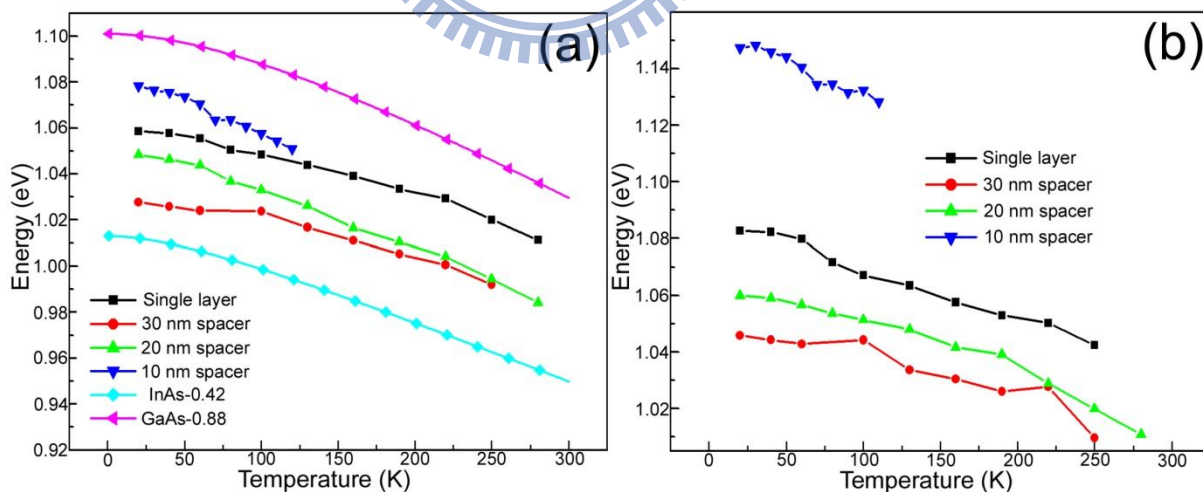 (a)
1.10
1.08
1.06
1.04
1.02
1.00
0.98
0.96
0.94
0.92
Energy (eV)
Single layer
30 nm spacer
20 nm spacer
10 nm spacer
InAs-0.42
GaAs-0.88
0 50 100 150 200 250 300
Temperature (K)
(b)
1.14
1.12
1.10
1.08
1.06
1.04
1.02
Energy (eV)
Single layer
30 nm spacer
20 nm spacer
10 nm spacer
0 50 100 150 200 250 300
Temperature (K)